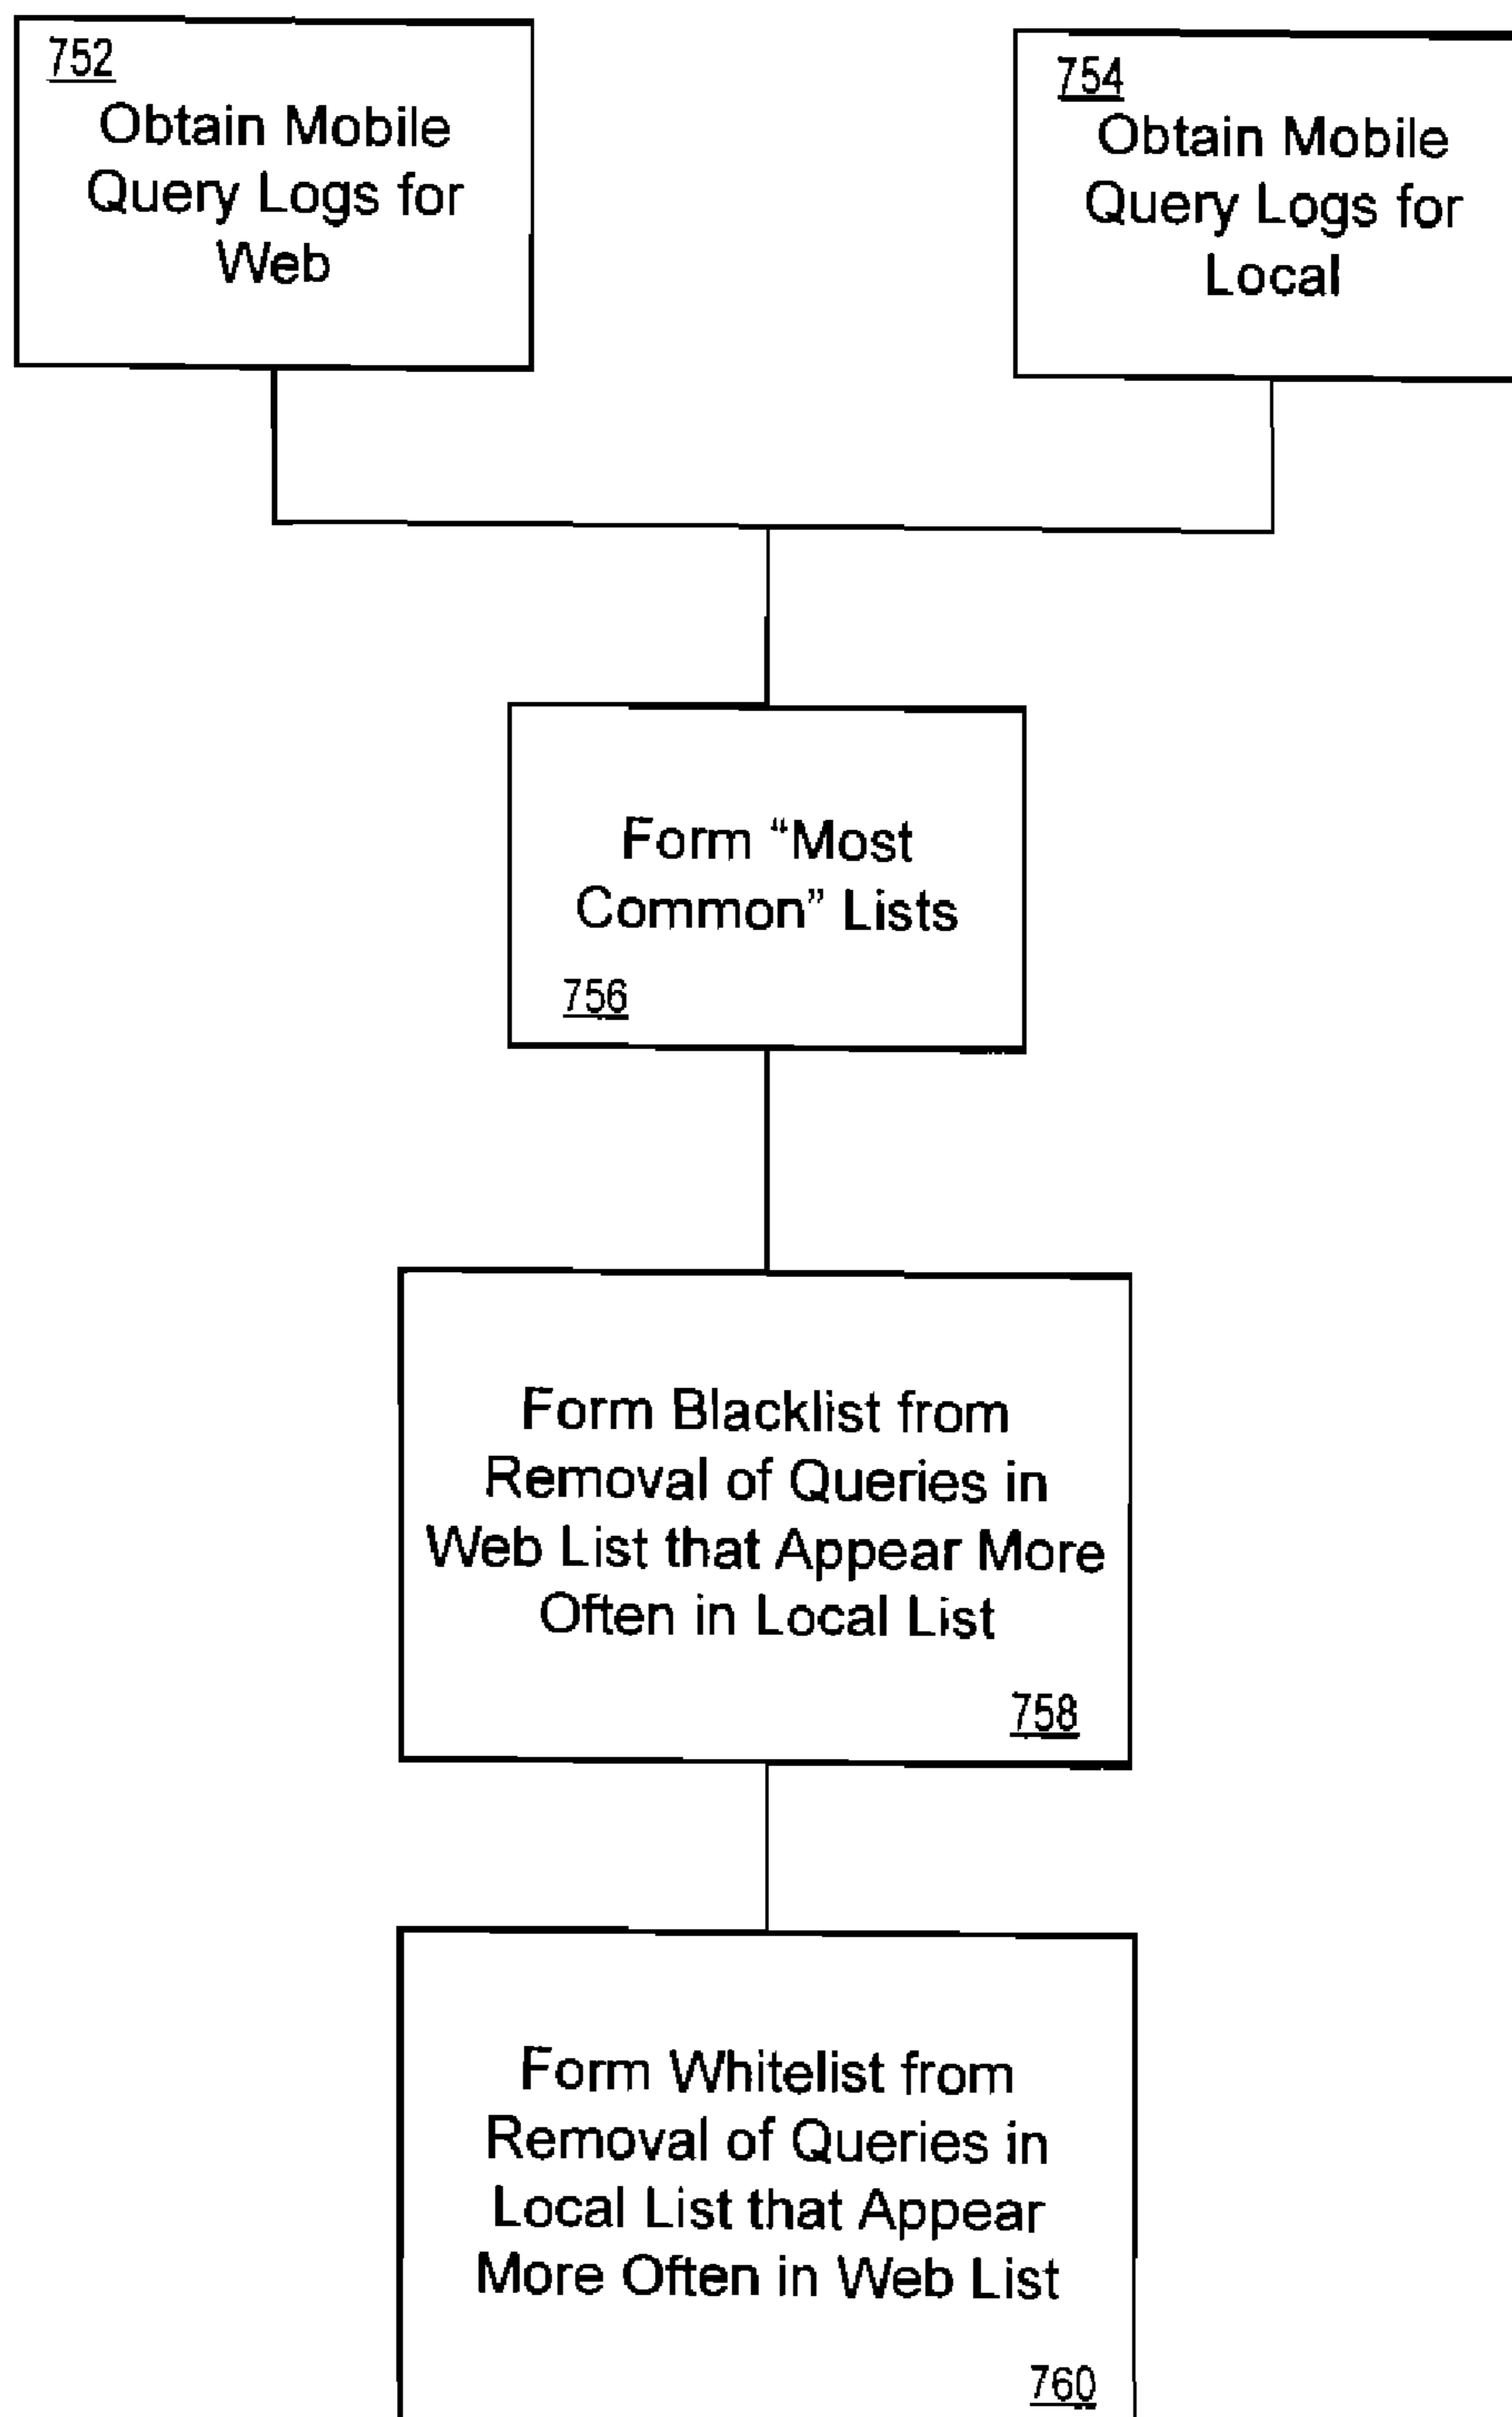 752
Obtain Mobile
Query Logs for
Web
754
Obtain Mobile
Query Logs for
Local
Form “Most
Common” Lists
756
Form Blacklist from
Removal of Queries in
Web List that Appear More
Often in Local List
758
Form Whitelist from
Removal of Queries in
Local List that Appear
More Often in Web List
760